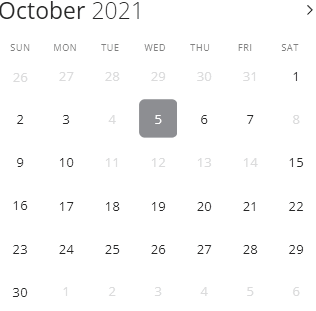 October 2021
SUN MON TUE WED THU FRI SAT
26 27 28 29 30 31 1
2 3 4 5 6 7 8
9 10 11 12 13 14 15
16 17 18 19 20 21 22
23 24 25 26 27 28 29
30 1 2 3 4 5 6